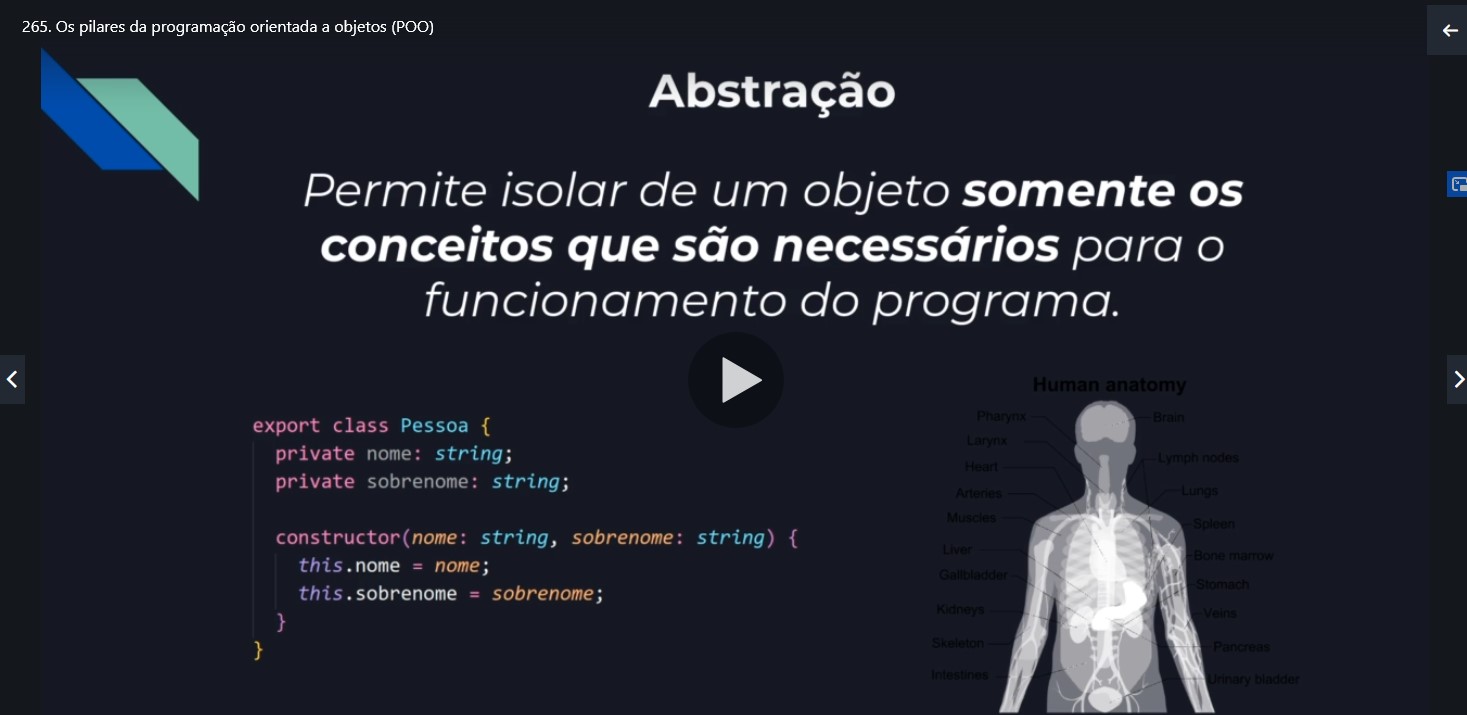 265. Os pilares da programação orientada a objetos (POO)
Abstração
Permite isolar de um objeto somente os
conceitos que são necessários para o
funcionamento do programa.
export class Pessoa {
private nome: string;
private sobrenome: string;
constructor(nome: string, sobrenome: string) {
this.nome = nome;
this.sobrenome = sobrenome;
}
}
Human anatomy
Pharynx
Larynx
Heart
Arteries
Muscles
Liver
Gallbladder
Kidneys
Skeleton
Intestines
Brain
Lymph nodes
Lungs
Spleen
Bone marrow
Stomach
Veins
Pancreas
Urinary bladder